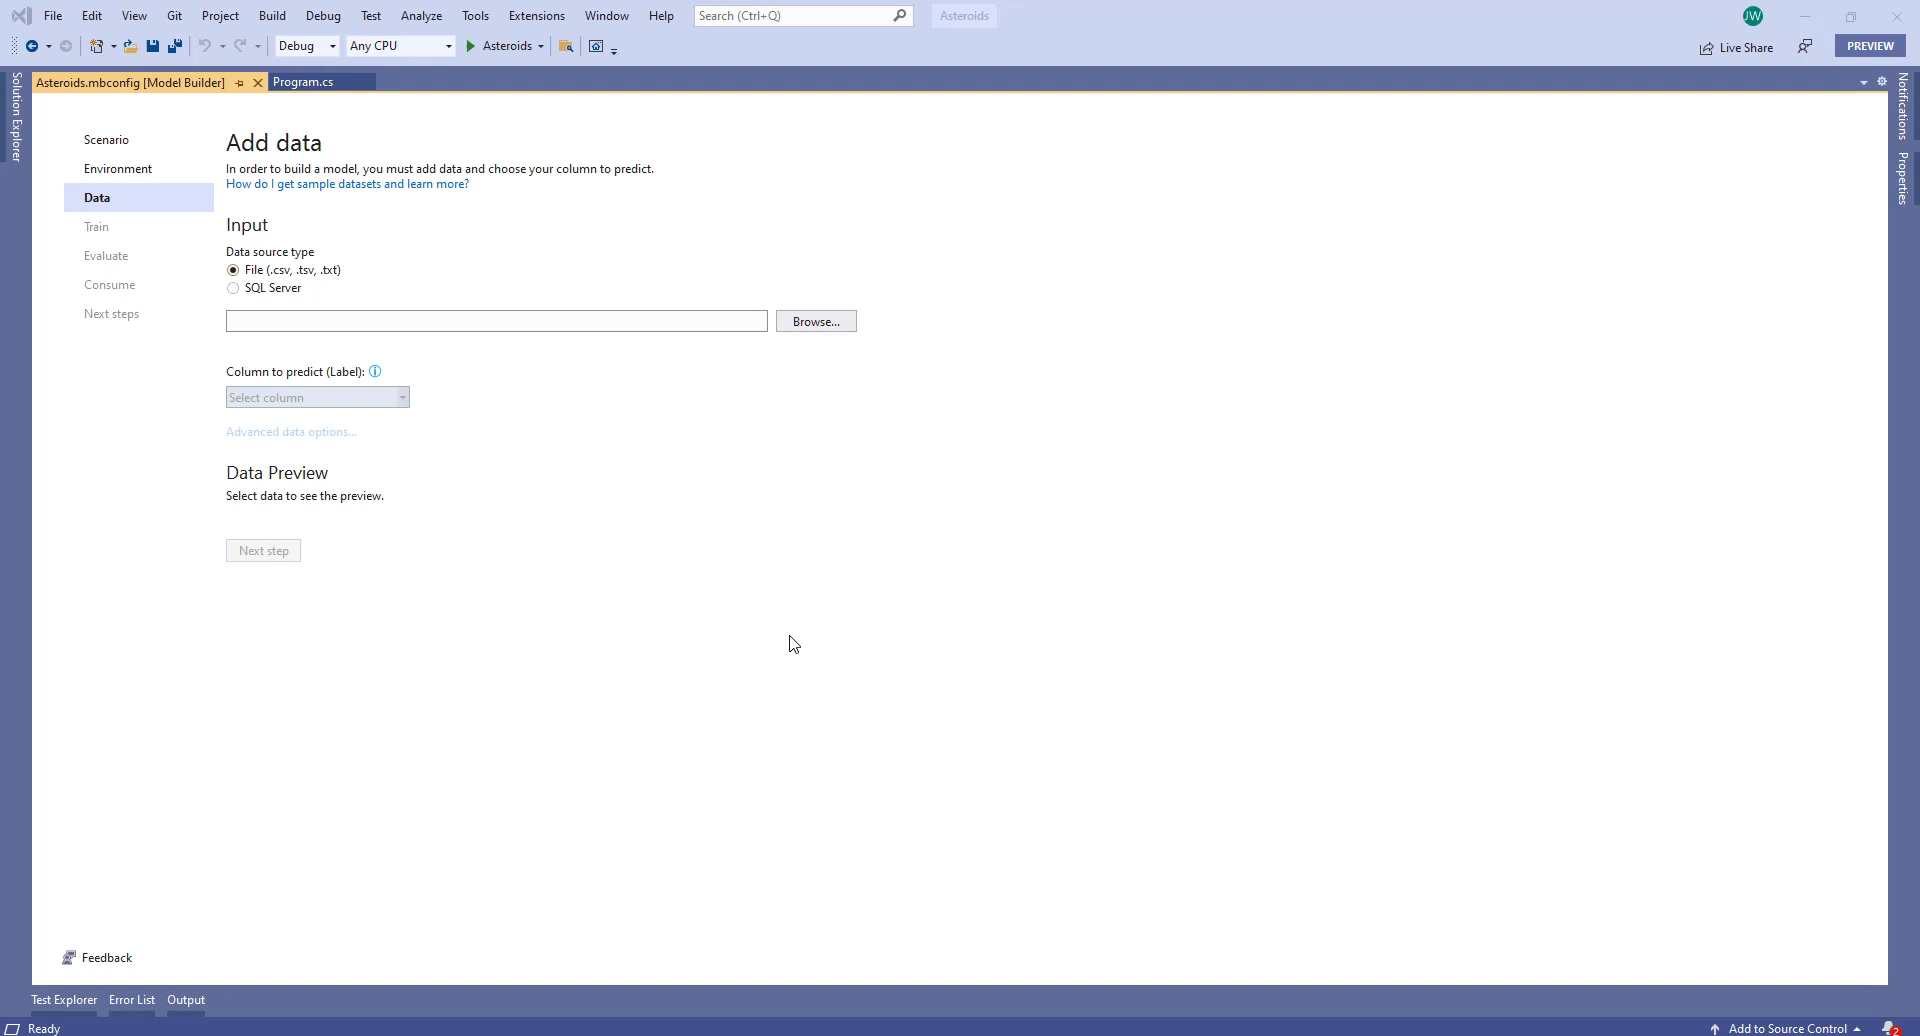 File Edit View Git Project Build Debug Test Analyze Tools Extensions Window Help Search (Ctrl+Q) Asteroids JW
Debug Any CPU Asteroids Live Share PREVIEW
Asteroids.mbconfig [Model Builder] Program.cs
Solution Explorer
Notifications
Properties
Scenario
Environment
Data
Train
Evaluate
Consume
Next steps
Add data
In order to build a model, you must add data and choose your column to predict.
How do I get sample datasets and learn more?
Input
Data source type
File (.csv, .tsv, .txt)
SQL Server
Browse...
Column to predict (Label):
Select column
Advanced data options...
Data Preview
Select data to see the preview.
Next step
Feedback
Test Explorer Error List Output
Ready Add to Source Control 2